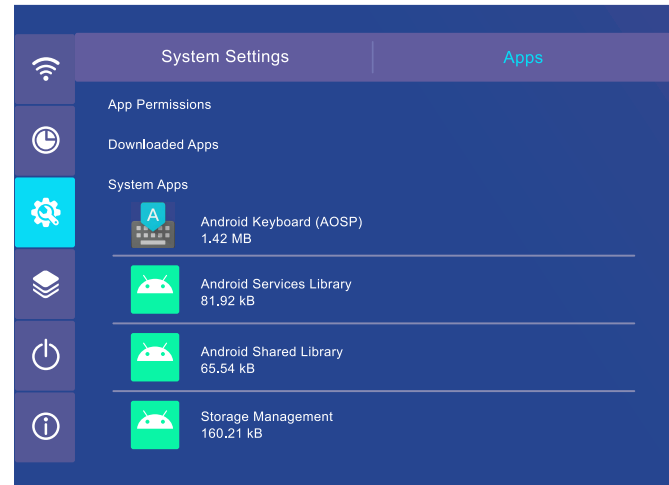 System Settings
Apps
App Permissions
Downloaded Apps
System Apps
A
Android Keyboard (AOSP)
1.42 MB
Android Services Library
81.92 kB
Android Shared Library
65.54 kB
Storage Management
160.21 kB